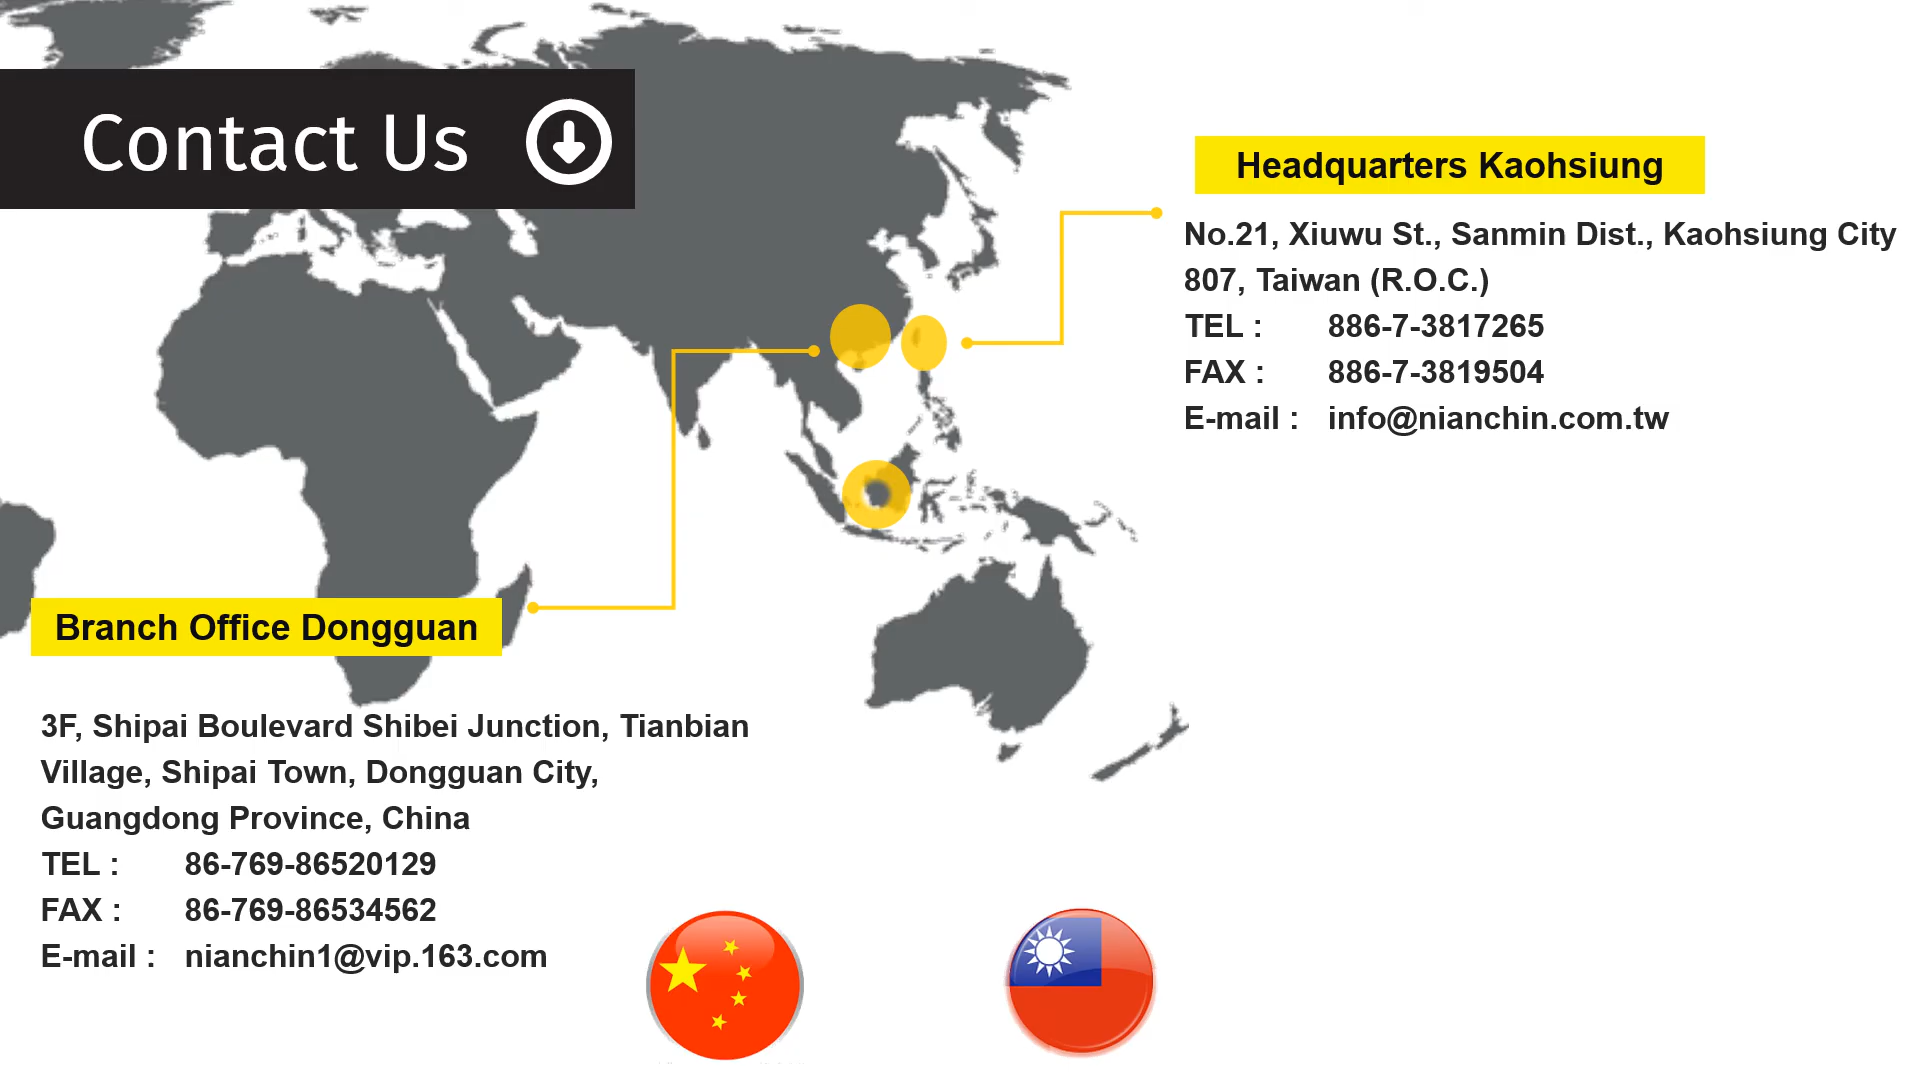 Contact Us
Headquarters Kaohsiung
No.21, Xiuwu St., Sanmin Dist., Kaohsiung City
807, Taiwan (R.O.C.)
TEL : 886-7-3817265
FAX : 886-7-3819504
E-mail : info@nianchin.com.tw
Branch Office Dongguan
3F, Shipai Boulevard Shibei Junction, Tianbian
Village, Shipai Town, Dongguan City,
Guangdong Province, China
TEL : 86-769-86520129
FAX : 86-769-86534562
E-mail : nianchin1@vip.163.com